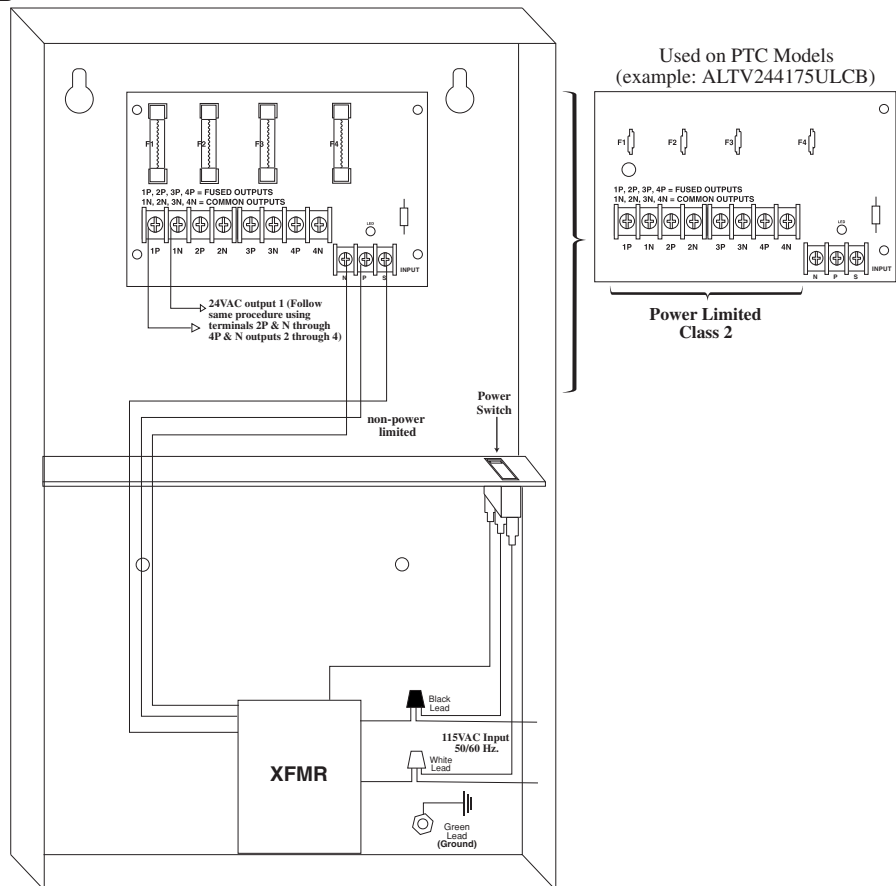 Used on PTC Models
(example: ALTV244175ULCB)
F1 F2 F3 F4
1P, 2P, 3P, 4P = FUSED OUTPUTS
1N, 2N, 3N, 4N = COMMON OUTPUTS
LED
1P 1N 2P 2N 3P 3N 4P 4N
N P S
INPUT
F1 F2 F3 F4
1P, 2P, 3P, 4P = FUSED OUTPUTS
1N, 2N, 3N, 4N = COMMON OUTPUTS
LED
1P 1N 2P 2N 3P 3N 4P 4N
N P S
INPUT
Power Limited
Class 2
24VAC output 1 (Follow
same procedure using
terminals 2P & N through
4P & N outputs 2 through 4)
non-power
limited
Power
Switch
Black
Lead
115VAC Input
50/60 Hz.
White
Lead
XFMR
Green
Lead
(Ground)